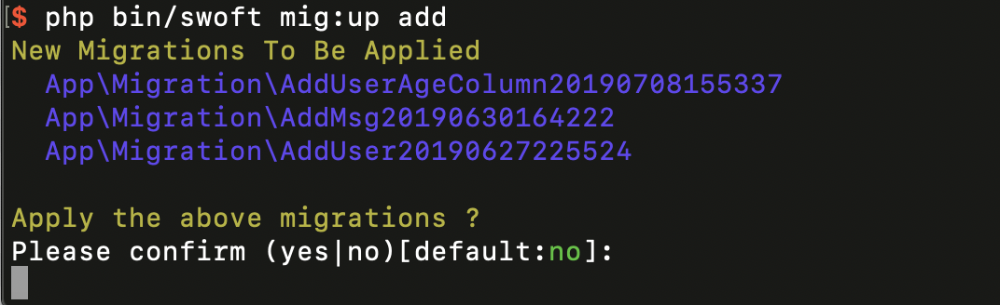 $ php bin/swoft mig:up add
New Migrations To Be Applied
  App\Migration\AddUserAgeColumn20190708155337
  App\Migration\AddMsg20190630164222
  App\Migration\AddUser20190627225524
Apply the above migrations ?
Please confirm (yes|no)[default:no]: